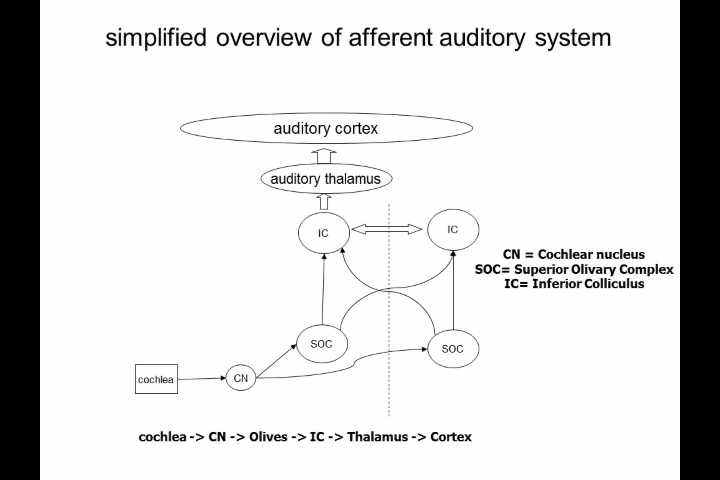 simplified overview of afferent auditory system
auditory cortex
auditory thalamus
IC
IC
CN = Cochlear nucleus
SOC= Superior Olivary Complex
IC= Inferior Colliculus
SOC
SOC
cochlea
CN
cochlea -> CN -> Olives -> IC -> Thalamus -> Cortex